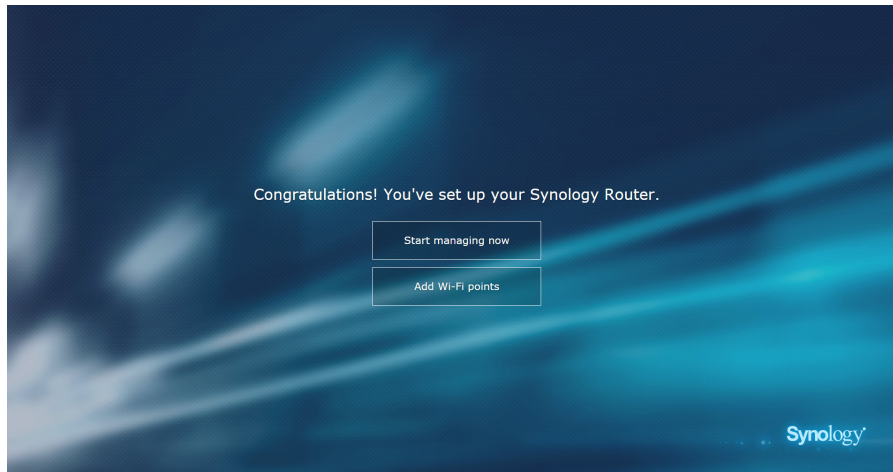 Congratulations! You've set up your Synology Router.
Start managing now
Add Wi-Fi points
Synology